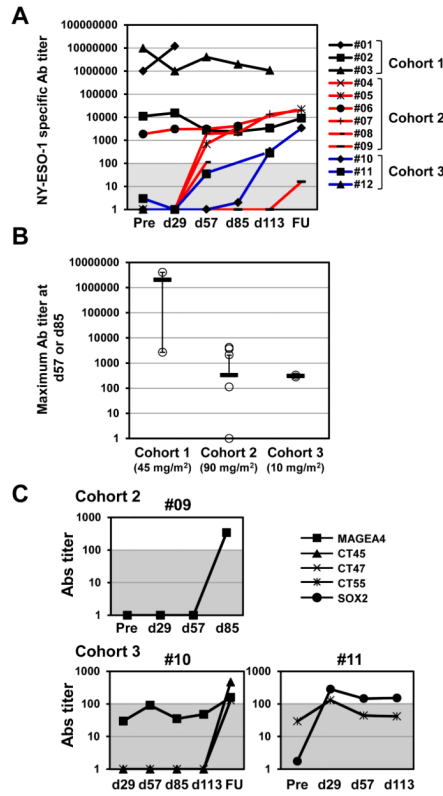 A
NY-ESO-1 specific Ab titer
10000000
1000000
100000
10000
1000
100
10
1
Pre d29 d57 d85 d113 FU
#01
#02
#03
Cohort 1
#04
#05
#06
#07
#08
#09
Cohort 2
#10
#11
#12
Cohort 3
B
Maximum Ab titer at
d57 or d85
10000000
1000000
100000
10000
1000
100
10
1
Cohort 1 Cohort 2 Cohort 3
(45 mg/m²) (90 mg/m²) (10 mg/m²)
C
Cohort 2
#09
Abs titer
1000
100
10
1
Pre d29 d57 d85
MAGEA4
CT45
CT47
CT55
SOX2
Cohort 3
#10
Abs titer
1000
100
10
1
d29 d57 d85 d113 FU
#11
1000
100
10
1
Pre d29 d57 d113